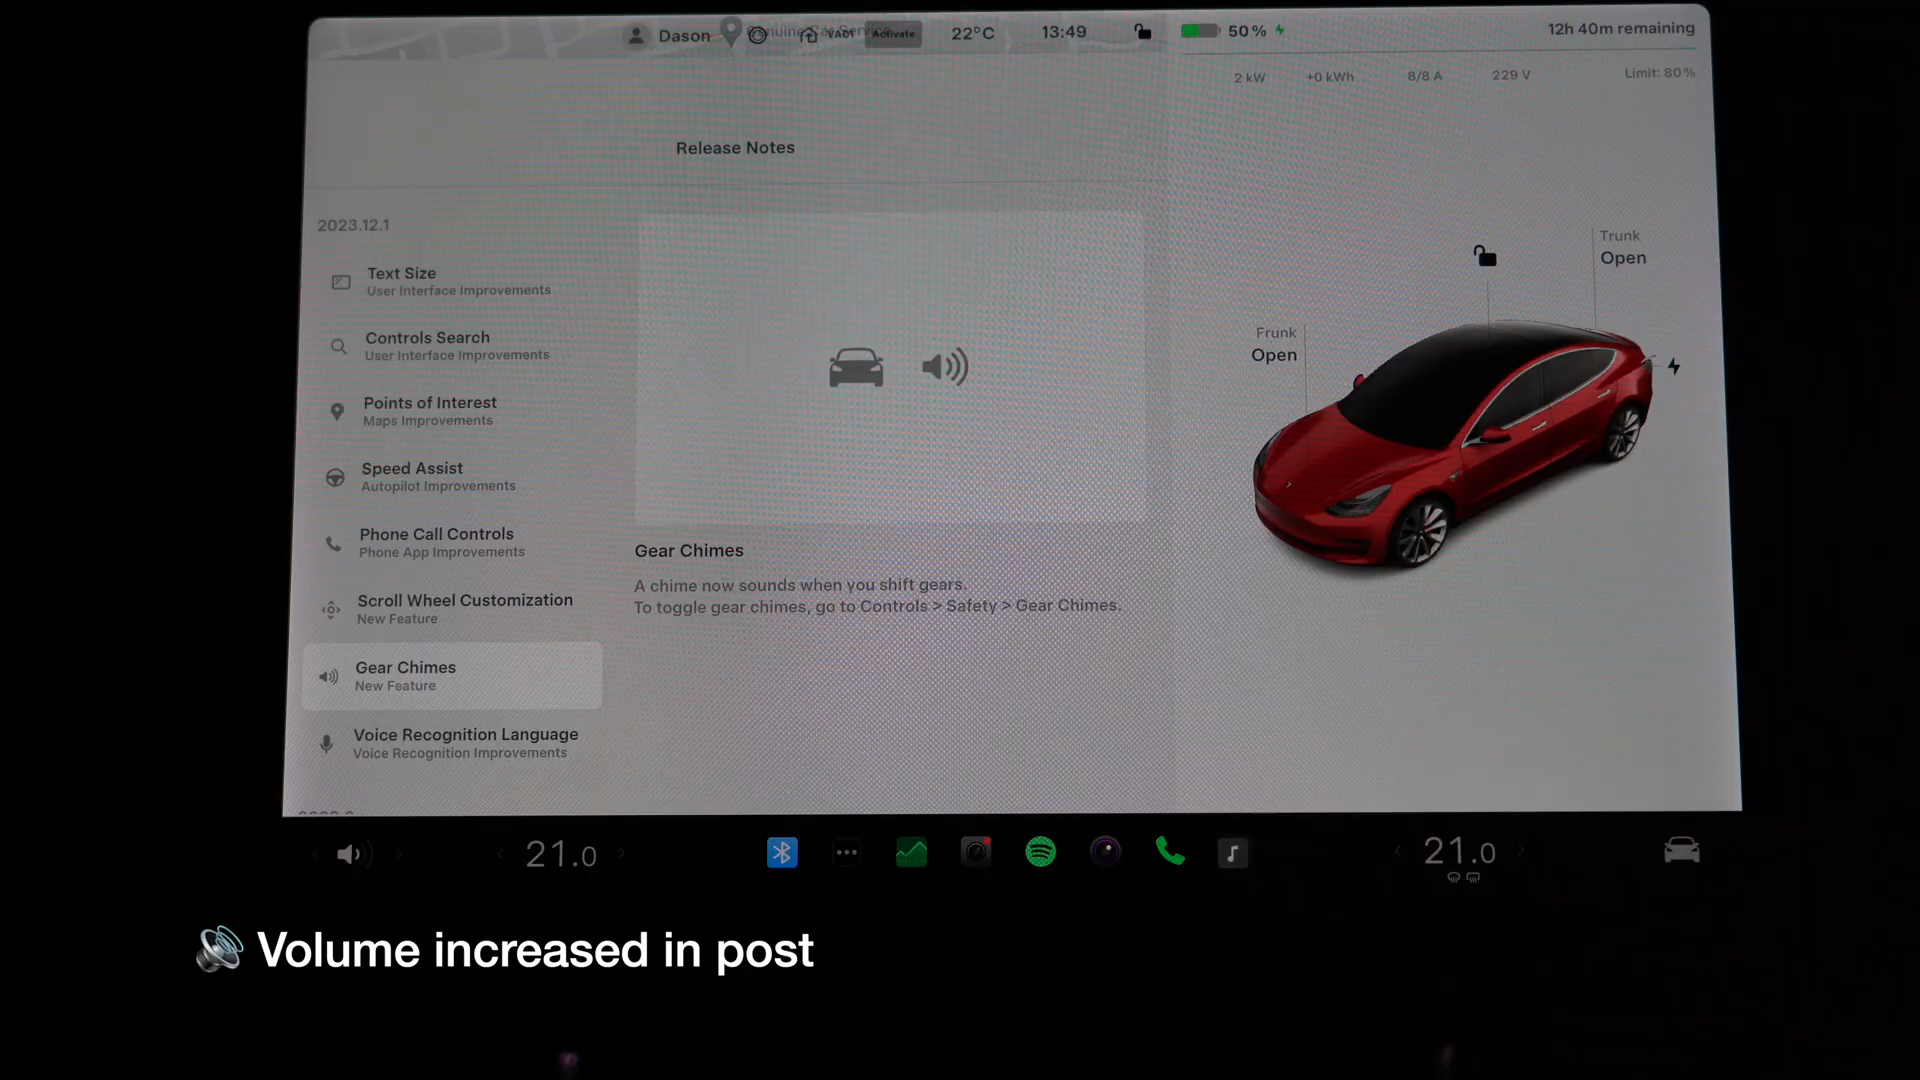 Dason
Activate
22°C
13:49
50%
12h 40m remaining
2 kW
+0 kWh
8/8 A
229 V
Limit: 80%
Release Notes
2023.12.1
Text Size
User Interface Improvements
Controls Search
User Interface Improvements
Points of Interest
Maps Improvements
Speed Assist
Autopilot Improvements
Phone Call Controls
Phone App Improvements
Scroll Wheel Customization
New Feature
Gear Chimes
New Feature
Voice Recognition Language
Voice Recognition Improvements
Gear Chimes
A chime now sounds when you shift gears.
To toggle gear chimes, go to Controls > Safety > Gear Chimes.
Trunk
Open
Frunk
Open
21.0
21.0
Volume increased in post